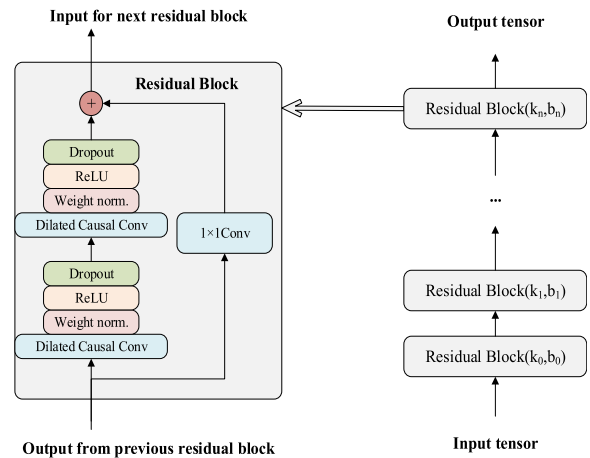 Input for next residual block
Residual Block
+
Dropout
ReLU
Weight norm.
Dilated Causal Conv
1×1Conv
Dropout
ReLU
Weight norm.
Dilated Causal Conv
Output from previous residual block
Output tensor
Residual Block(kₙ,bₙ)
...
Residual Block(k₁,b₁)
Residual Block(k₀,b₀)
Input tensor